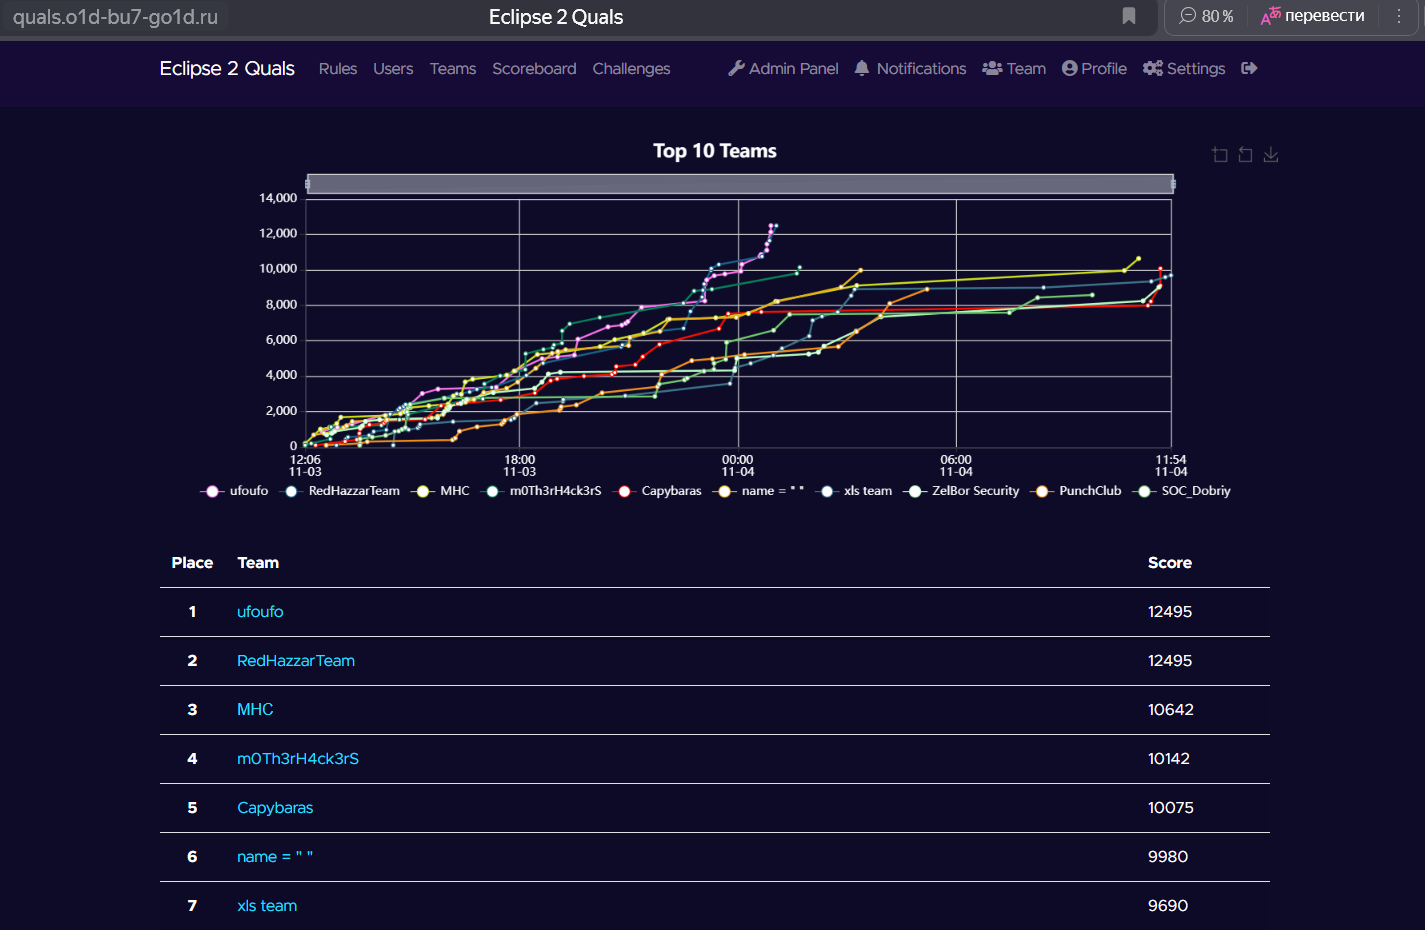 quals.o1d-bu7-go1d.ru Eclipse 2 Quals 80 % перевести
Eclipse 2 Quals Rules Users Teams Scoreboard Challenges Admin Panel Notifications Team Profile Settings
Top 10 Teams
14,000
12,000
10,000
8,000
6,000
4,000
2,000
0
12:06 18:00 00:00 06:00 11:54
11-03 11-03 11-04 11-04 11-04
ufoufo RedHazzarTeam MHC m0Th3rH4ck3rS Capybaras name = " " xls team ZelBor Security PunchClub SOC_Dobriy
Place Team Score
1 ufoufo 12495
2 RedHazzarTeam 12495
3 MHC 10642
4 m0Th3rH4ck3rS 10142
5 Capybaras 10075
6 name = " " 9980
7 xls team 9690